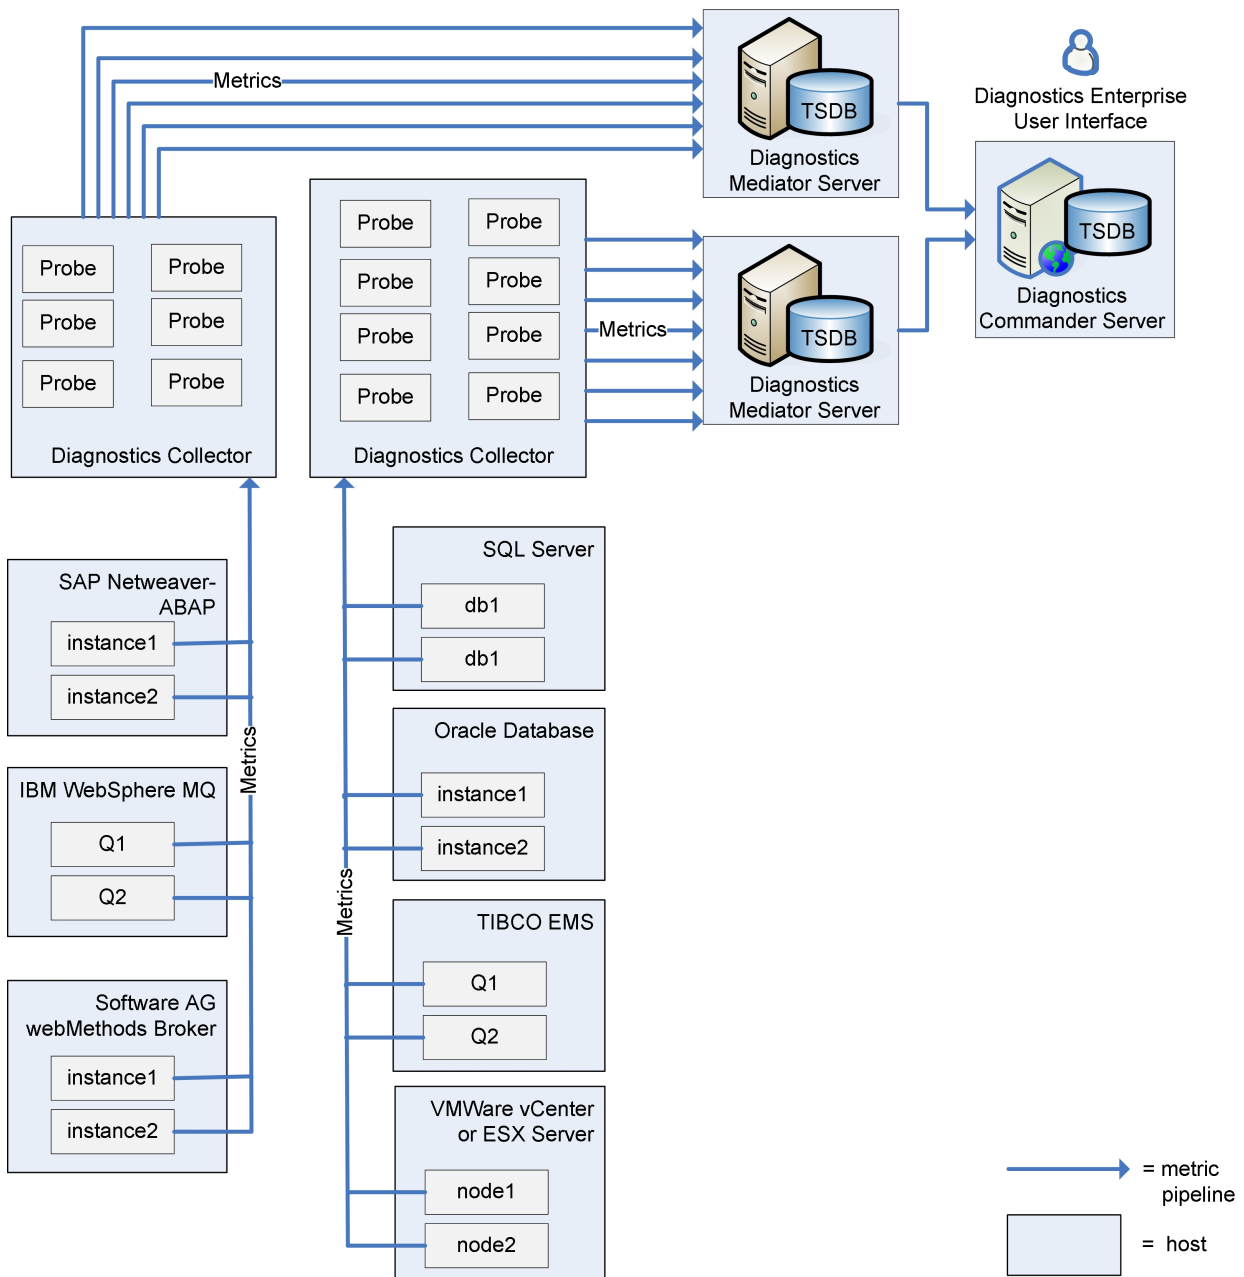 Metrics
TSDB
Diagnostics
Mediator Server
Diagnostics Enterprise
User Interface
TSDB
Diagnostics
Commander Server
Probe
Probe
Probe
Probe
Probe
Probe
Diagnostics Collector
Probe
Probe
Probe
Probe
Probe
Probe
Probe
Probe
Diagnostics Collector
Metrics
TSDB
Diagnostics
Mediator Server
SAP Netweaver-
ABAP
instance1
instance2
Metrics
IBM WebSphere MQ
Q1
Q2
Software AG
webMethods Broker
instance1
instance2
SQL Server
db1
db1
Oracle Database
instance1
instance2
Metrics
TIBCO EMS
Q1
Q2
VMWare vCenter
or ESX Server
node1
node2
= metric
pipeline
= host